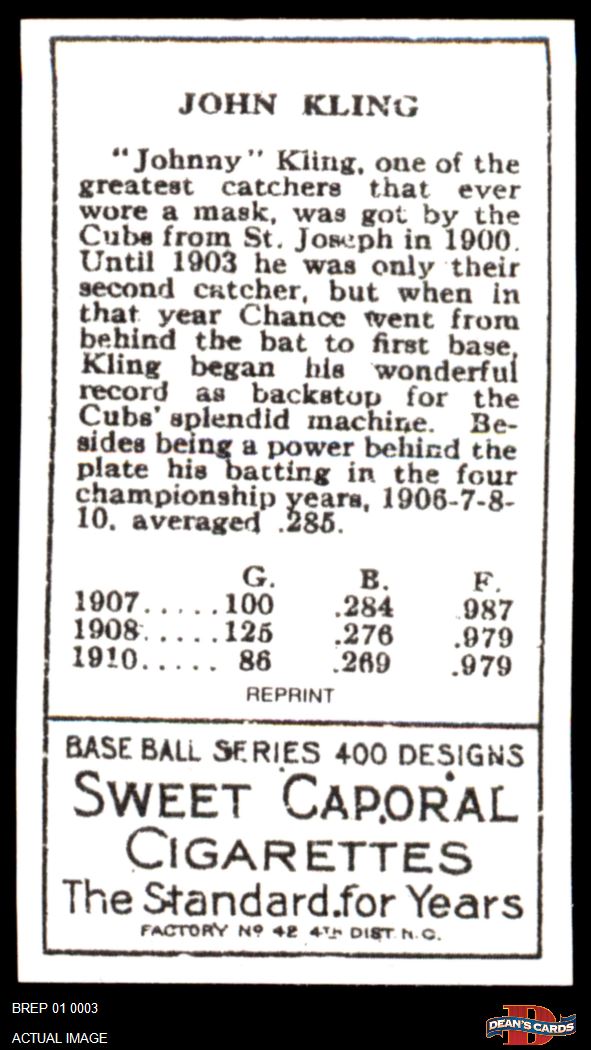 JOHN KLING
"Johnny" Kling, one of the
greatest catchers that ever
wore a mask, was got by the
Cubs from St. Joseph in 1900.
Until 1903 he was only their
second catcher, but when in
that year Chance went from
behind the bat to first base,
Kling began his wonderful
record as backstop for the
Cubs' splendid machine. Be-
sides being a power behind the
plate his batting in the four
championship years, 1906-7-8-
10, averaged .285.
G. B. F.
1907.....100 .284 .987
1908.....125 .276 .979
1910..... 86 .269 .979
REPRINT
BASE BALL SERIES 400 DESIGNS
SWEET CAPORAL
CIGARETTES
The Standard for Years
FACTORY No 42 4TH DIST. N.C.
BREP 01 0003
ACTUAL IMAGE
D
DEAN'S CARDS